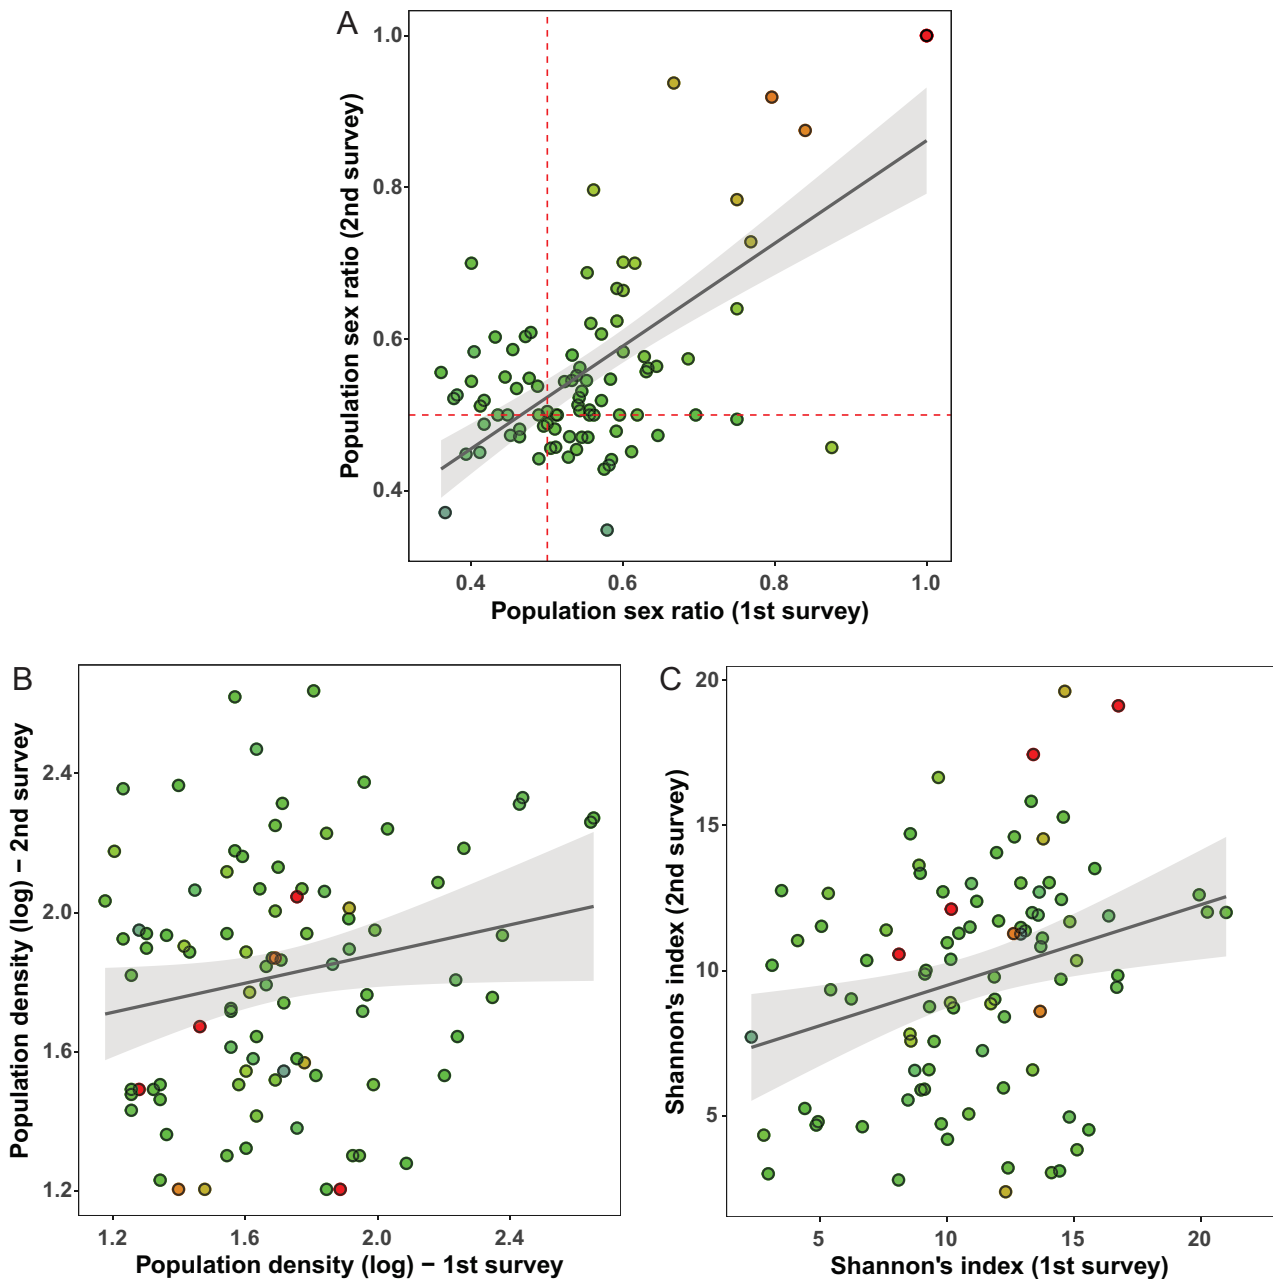 A
Population sex ratio (2nd survey)
1.0
0.8
0.6
0.4
0.4 0.6 0.8 1.0
Population sex ratio (1st survey)
B
Population density (log) − 2nd survey
2.4
2.0
1.6
1.2
1.2 1.6 2.0 2.4
Population density (log) − 1st survey
C
Shannon's index (2nd survey)
20
15
10
5
5 10 15 20
Shannon's index (1st survey)